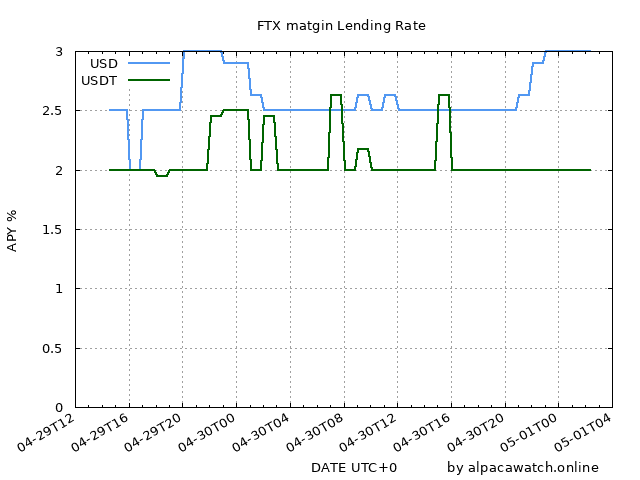 FTX matgin Lending Rate
USD
USDT
3
2.5
2
1.5
1
0.5
0
APY %
04-29T12
04-29T16
04-29T20
04-30T00
04-30T04
04-30T08
04-30T12
04-30T16
04-30T20
05-01T00
05-01T04
DATE UTC+0
by alpacawatch.online